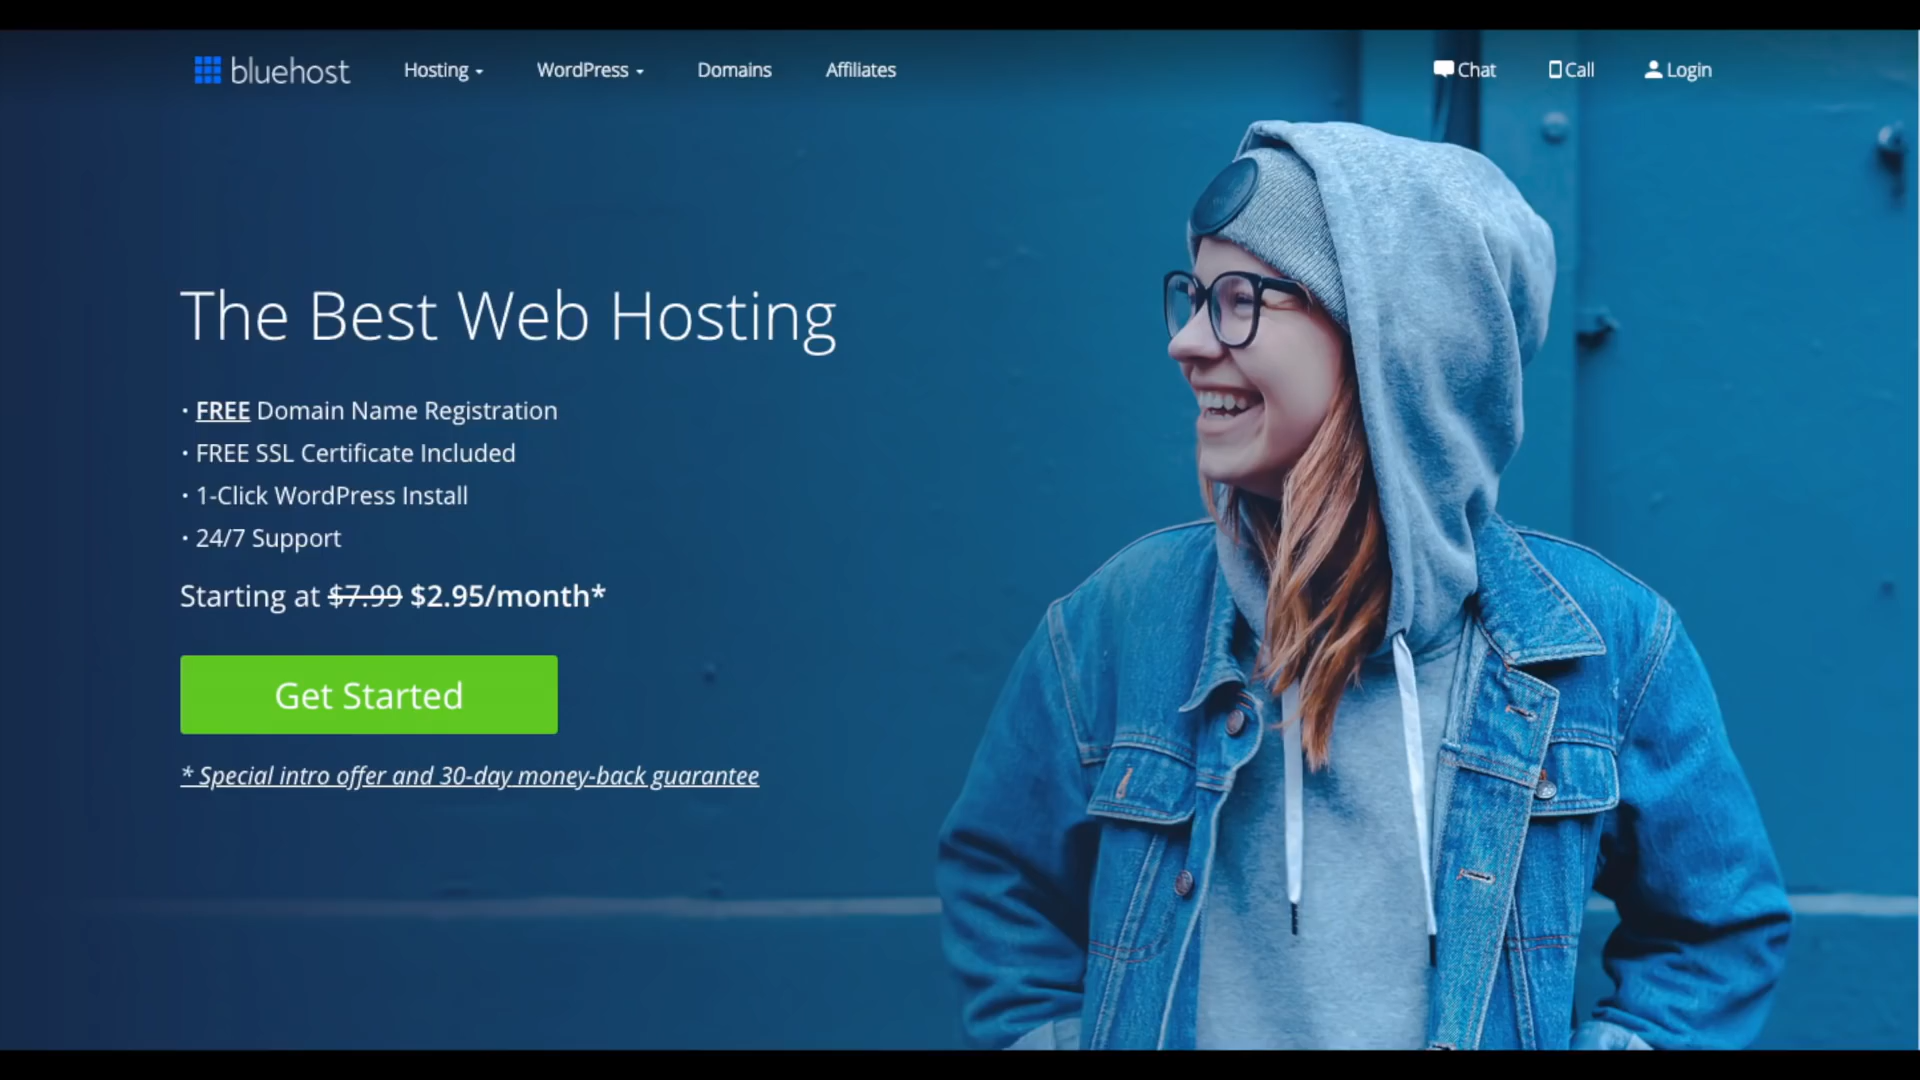 bluehost
Hosting
WordPress
Domains
Affiliates
Chat
Call
Login
The Best Web Hosting
· FREE Domain Name Registration
· FREE SSL Certificate Included
· 1-Click WordPress Install
· 24/7 Support
Starting at $7.99 $2.95/month*
Get Started
* Special intro offer and 30-day money-back guarantee